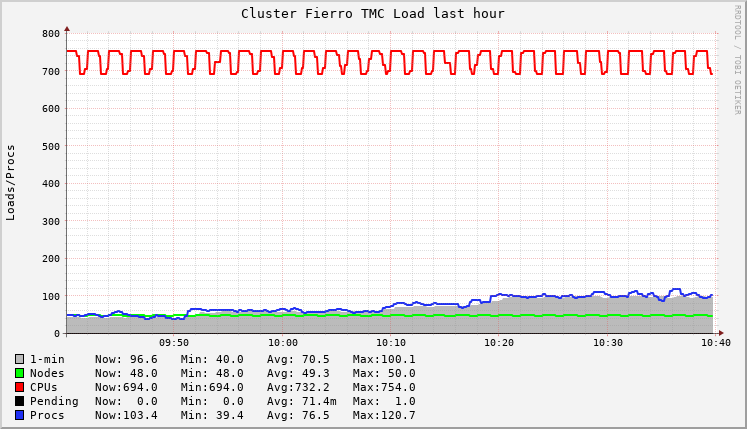 Cluster Fierro TMC Load last hour
RRDTOOL / TOBI OETIKER
Loads/Procs
800
700
600
500
400
300
200
100
0
09:50 10:00 10:10 10:20 10:30 10:40
1-min Now: 96.6 Min: 40.0 Avg: 70.5 Max:100.1
Nodes Now: 48.0 Min: 48.0 Avg: 49.3 Max: 50.0
CPUs Now:694.0 Min:694.0 Avg:732.2 Max:754.0
Pending Now: 0.0 Min: 0.0 Avg: 71.4m Max: 1.0
Procs Now:103.4 Min: 39.4 Avg: 76.5 Max:120.7